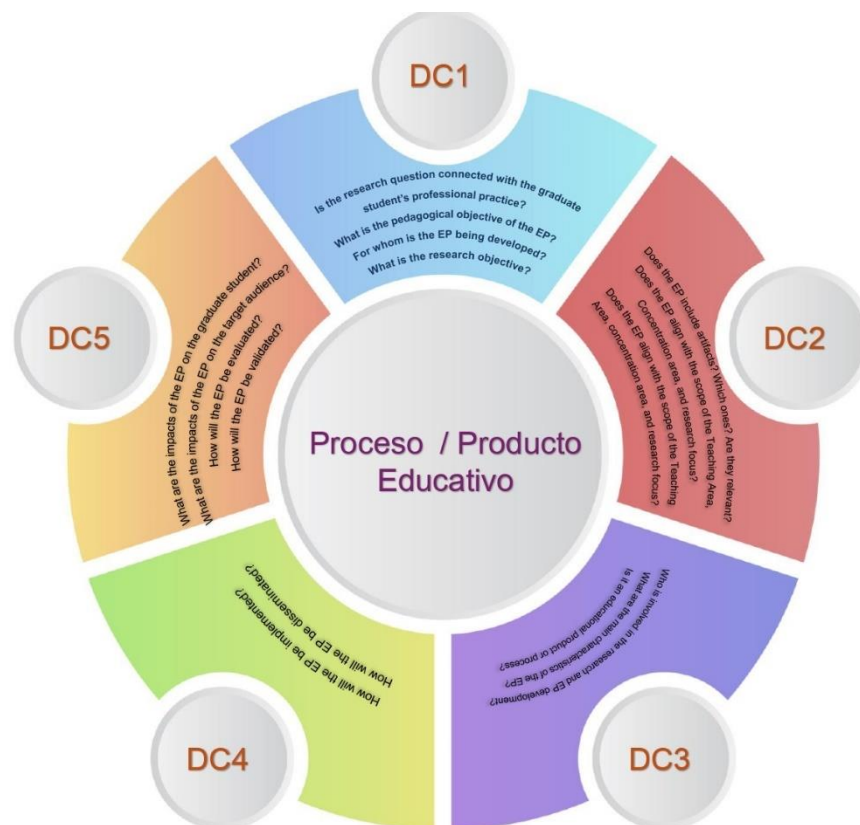 DC1
Is the research question connected with the graduate
student's professional practice?
What is the pedagogical objective of the EP?
For whom is the EP being developed?
What is the research objective?
DC2
Does the EP include artifacts? Which ones? Are they relevant?
Does the EP align with the scope of the Teaching Area,
Concentration area, and research focus?
Does the EP align with the scope of the Teaching
Area, concentration area, and research focus?
DC3
Who is involved in the research and EP development?
What are the main characteristics of the EP?
Is it an educational product or process?
DC4
How will the EP be implemented?
How will the EP be disseminated?
DC5
What are the impacts of the EP on the graduate student?
What are the impacts of the EP on the target audience?
How will the EP be evaluated?
How will the EP be validated?
Proceso / Producto
Educativo